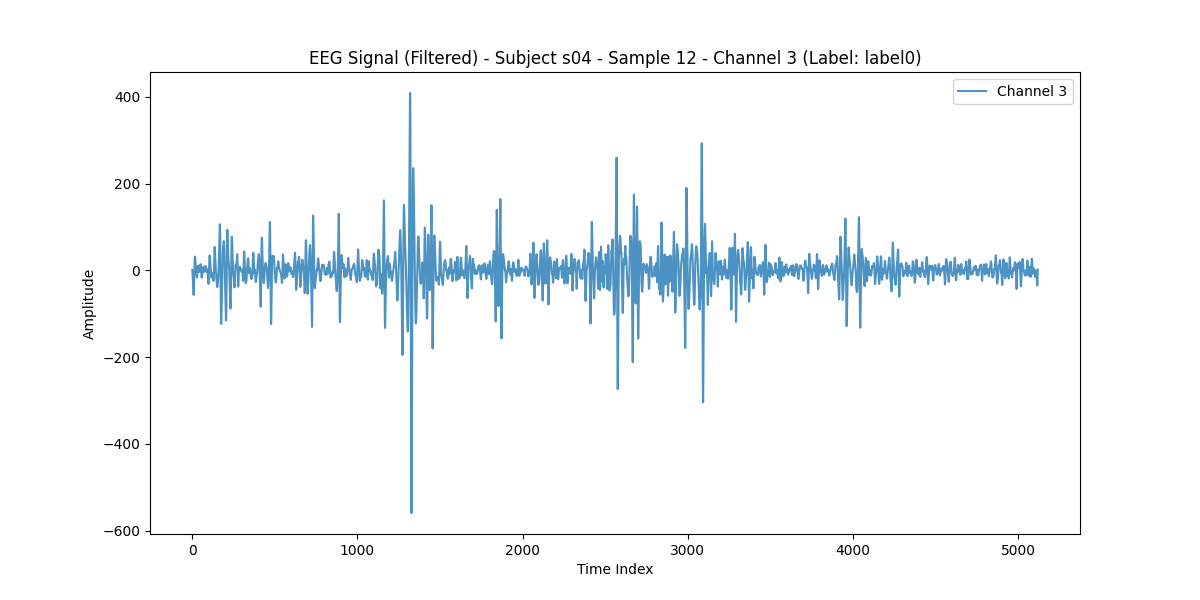 EEG Signal (Filtered) - Subject s04 - Sample 12 - Channel 3 (Label: label0)
Channel 3
400
200
0
−200
−400
−600
Amplitude
0 1000 2000 3000 4000 5000
Time Index